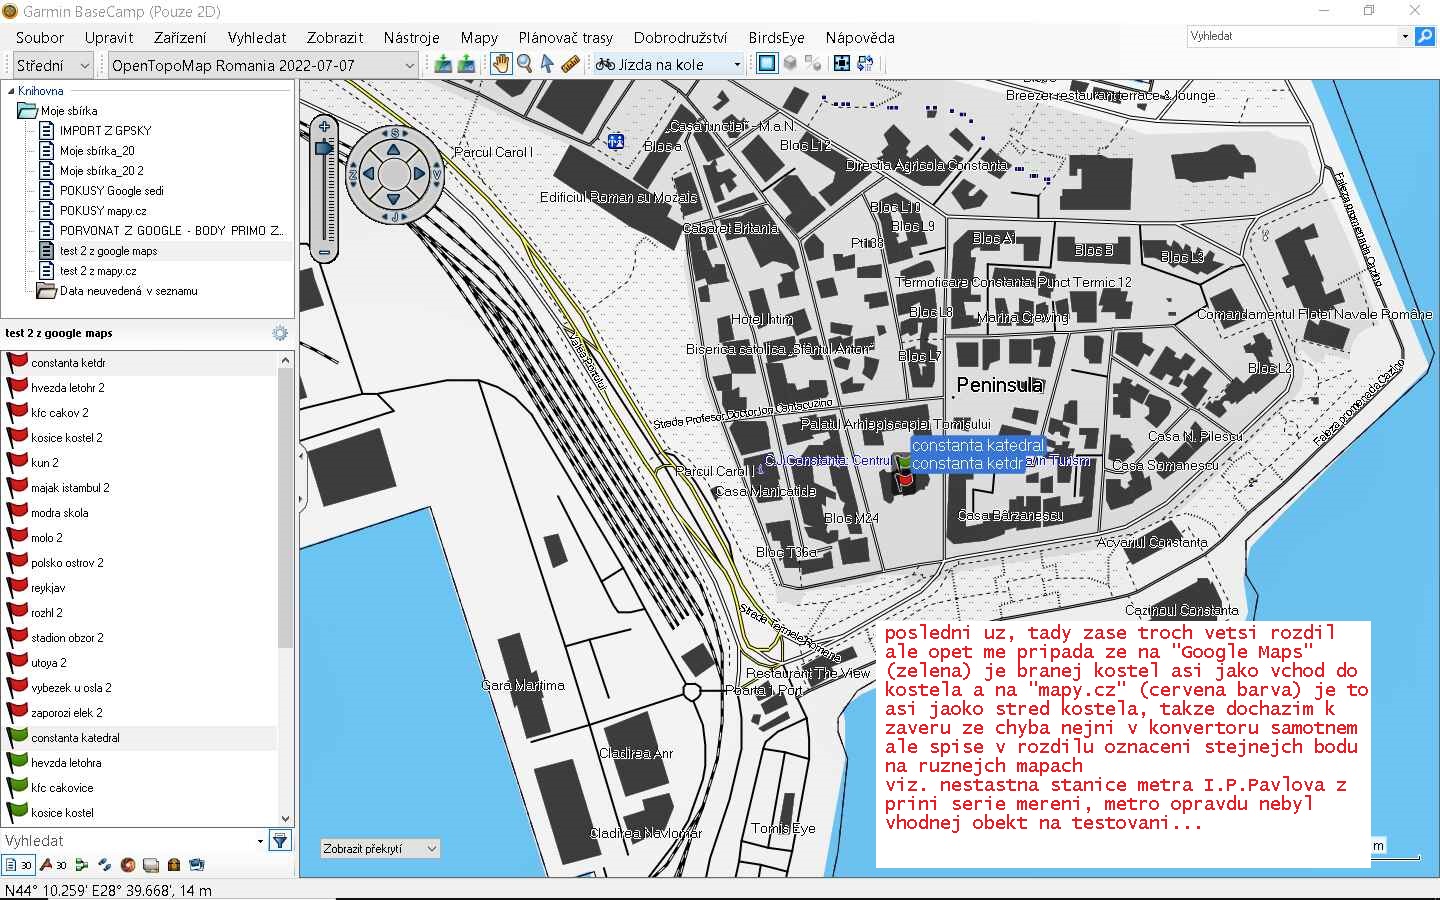 Garmin BaseCamp (Pouze 2D)
Soubor Upravit Zařízení Vyhledat Zobrazit Nástroje Mapy Plánovač trasy Dobrodružství BirdsEye Nápověda
Vyhledat
Střední
OpenTopoMap Romania 2022-07-07
Jízda na kole
Knihovna
Moje sbírka
IMPORT Z GPSKY
Moje sbírka_20
Moje sbírka_20 2
POKUSY Google sedi
POKUSY mapy.cz
PORVONAT Z GOOGLE - BODY PRIMO Z...
test 2 z google maps
test 2 z mapy.cz
Data neuvedená v seznamu
test 2 z google maps
constanta ketdr
hvezda letohr 2
kfc cakov 2
kosice kostel 2
kun 2
majak istambul 2
modra skola
molo 2
polsko ostrov 2
reykjav
rozhl 2
stadion obzor 2
utoya 2
vybezek u osla 2
zaporozi elek 2
constanta katedral
hevzda letohra
kfc cakovice
kosice kostel
Vyhledat
30 30
N44° 10.259' E28° 39.668', 14 m
S
Z V
J
Breezer restaurant terrace & lounge
Casa Iunctief - M.a.N.
Parcul Carol I
Bloc a
Bloc L12
Directia Agricola Constanta
Edificiul Roman cu Mozaic
Bloc L10
Bloc L9
Cabaret Britania
Ptt138
Bloc A1
Bloc B
Bloc L3
Faleza promenada Cazino
Termoficare Constanta: Punct Termic 12
Hotel Intim
Bloc L8
Marina Crewing
Comandamentul Flotei Navale Române
Valea Portului
Biserica catolica „Sfântul Anton”
Bloc L7
Bloc L2
Peninsula
Strada Profesor Doctor Ion Cantacuzino
Palatul Arhiepiscopiei Tomisului
Faleza promenada Cazino
Casa N. Pilescu
constanta katedral
CJ Constanta: Centrul
constanta ketdr
in Turism
Parcul Carol I
Casa Șomanescu
Casa Manicatide
Bloc M24
Casa Bârzanescu
Bloc T36a
Acvariul Constanta
Cazinoul Constanta
Strada Termele Romane
Restaurant The View
Gara Maritima
Poarta 1 Port
Cladirea Anr
Cladirea Navlomar
Tomis Eye
Zobrazit překrytí
m
posledni uz, tady zase troch vetsi rozdil
ale opet me pripada ze na "Google Maps"
(zelena) je branej kostel asi jako vchod do
kostela a na "mapy.cz" (cervena barva) je to
asi jaoko stred kostela, takze dochazim k
zaveru ze chyba nejni v konvertoru samotnem
ale spise v rozdilu oznaceni stejnejch bodu
na ruznejch mapach
viz. nestastna stanice metra I.P.Pavlova z
prini serie mereni, metro opravdu nebyl
vhodnej obekt na testovani...